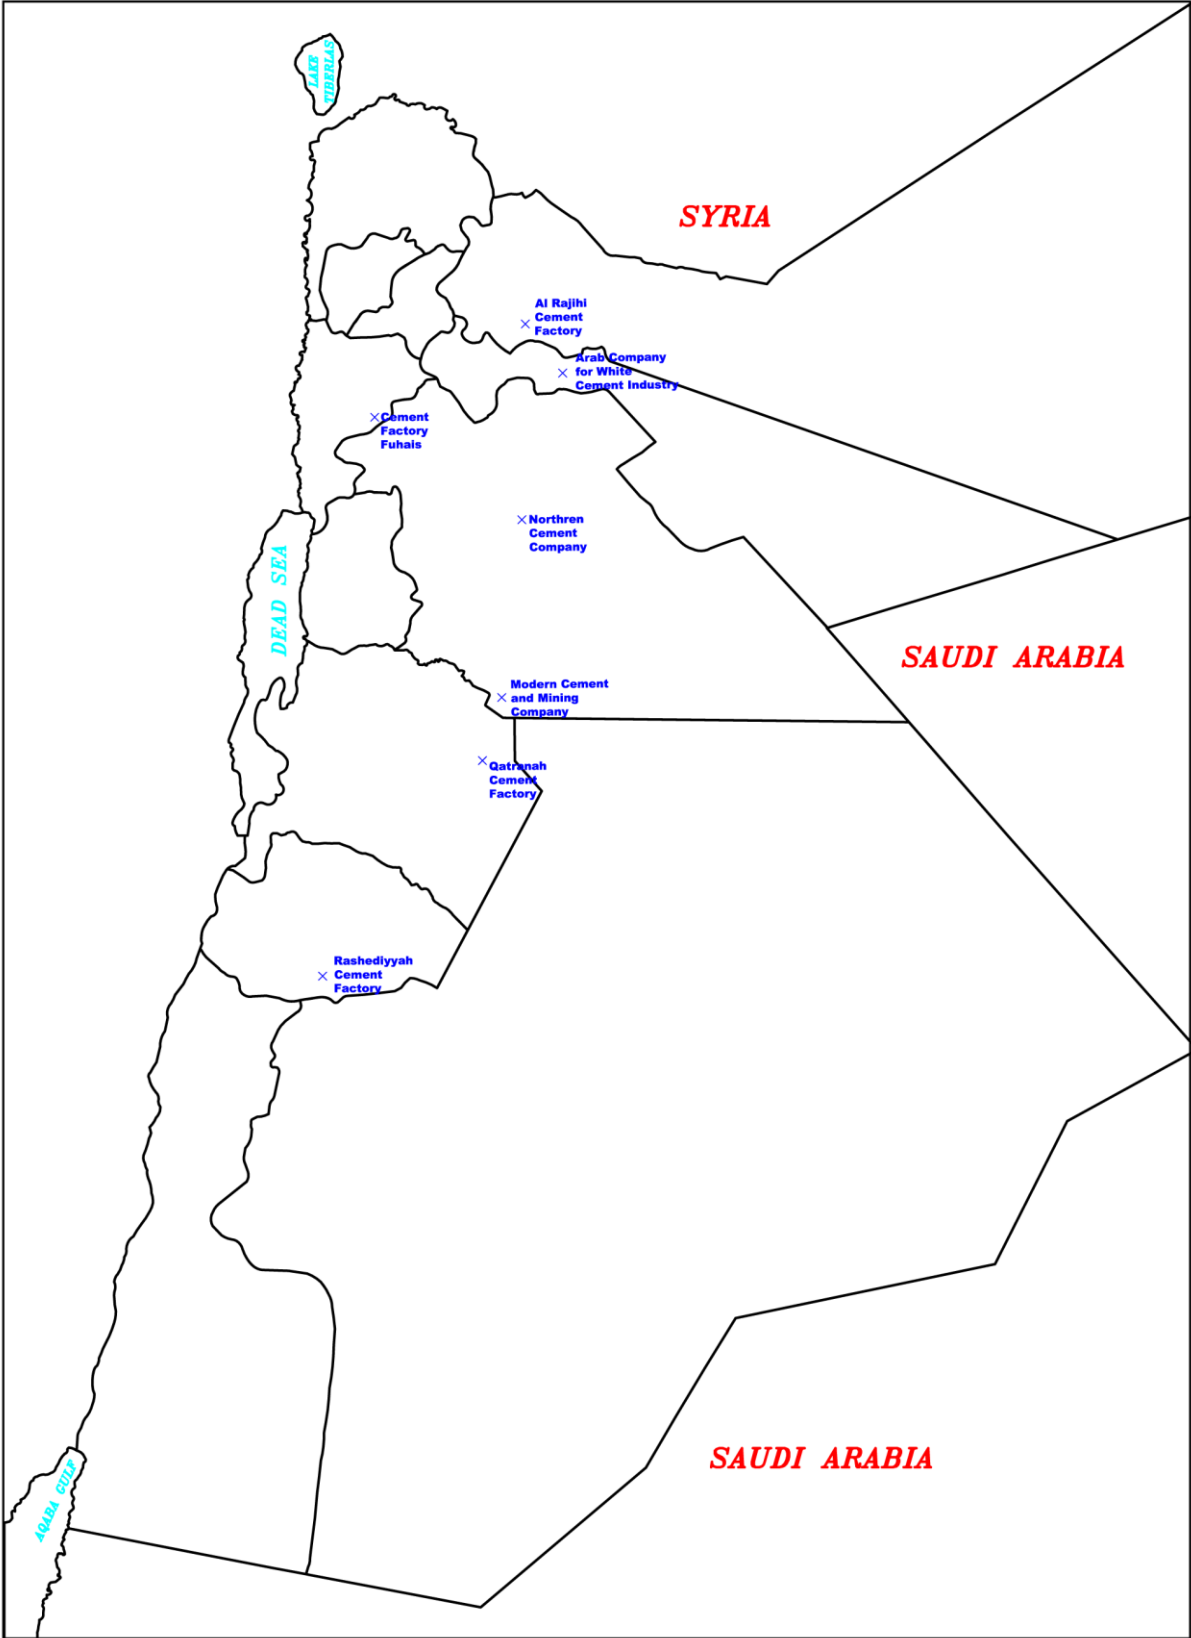 LAKE
TIBERIAS
SYRIA
Al Rajihi
Cement
Factory
Arab Company
for White
Cement Industry
Cement
Factory
Fuhais
Northren
Cement
Company
DEAD SEA
SAUDI ARABIA
Modern Cement
and Mining
Company
Qatranah
Cement
Factory
Rashediyyah
Cement
Factory
SAUDI ARABIA
AQABA GULF